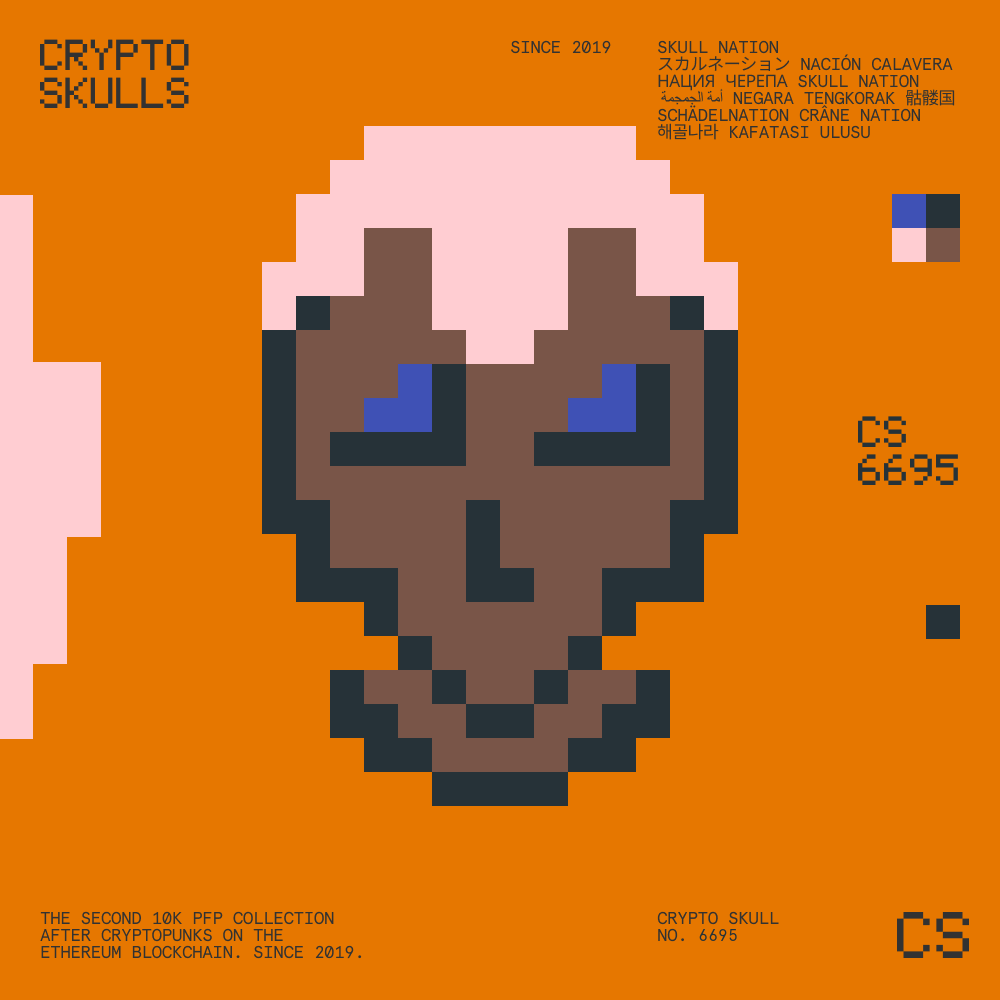 CRYPTO
SKULLS
SINCE 2019
SKULL NATION
スカルネーション NACIÓN CALAVERA
НАЦИЯ ЧЕРЕПА SKULL NATION
أمة الجمجمة NEGARA TENGKORAK 骷髅国
SCHÄDELNATION CRÂNE NATION
해골나라 KAFATASI ULUSU
CS
6695
THE SECOND 10K PFP COLLECTION
AFTER CRYPTOPUNKS ON THE
ETHEREUM BLOCKCHAIN. SINCE 2019.
CRYPTO SKULL
NO. 6695
CS